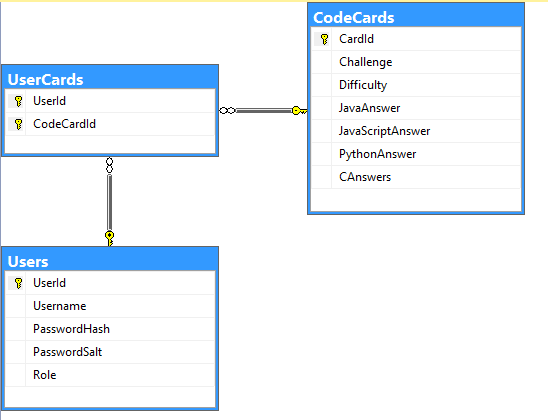 CodeCards
CardId
Challenge
Difficulty
JavaAnswer
JavaScriptAnswer
PythonAnswer
CAnswers
UserCards
UserId
CodeCardId
Users
UserId
Username
PasswordHash
PasswordSalt
Role